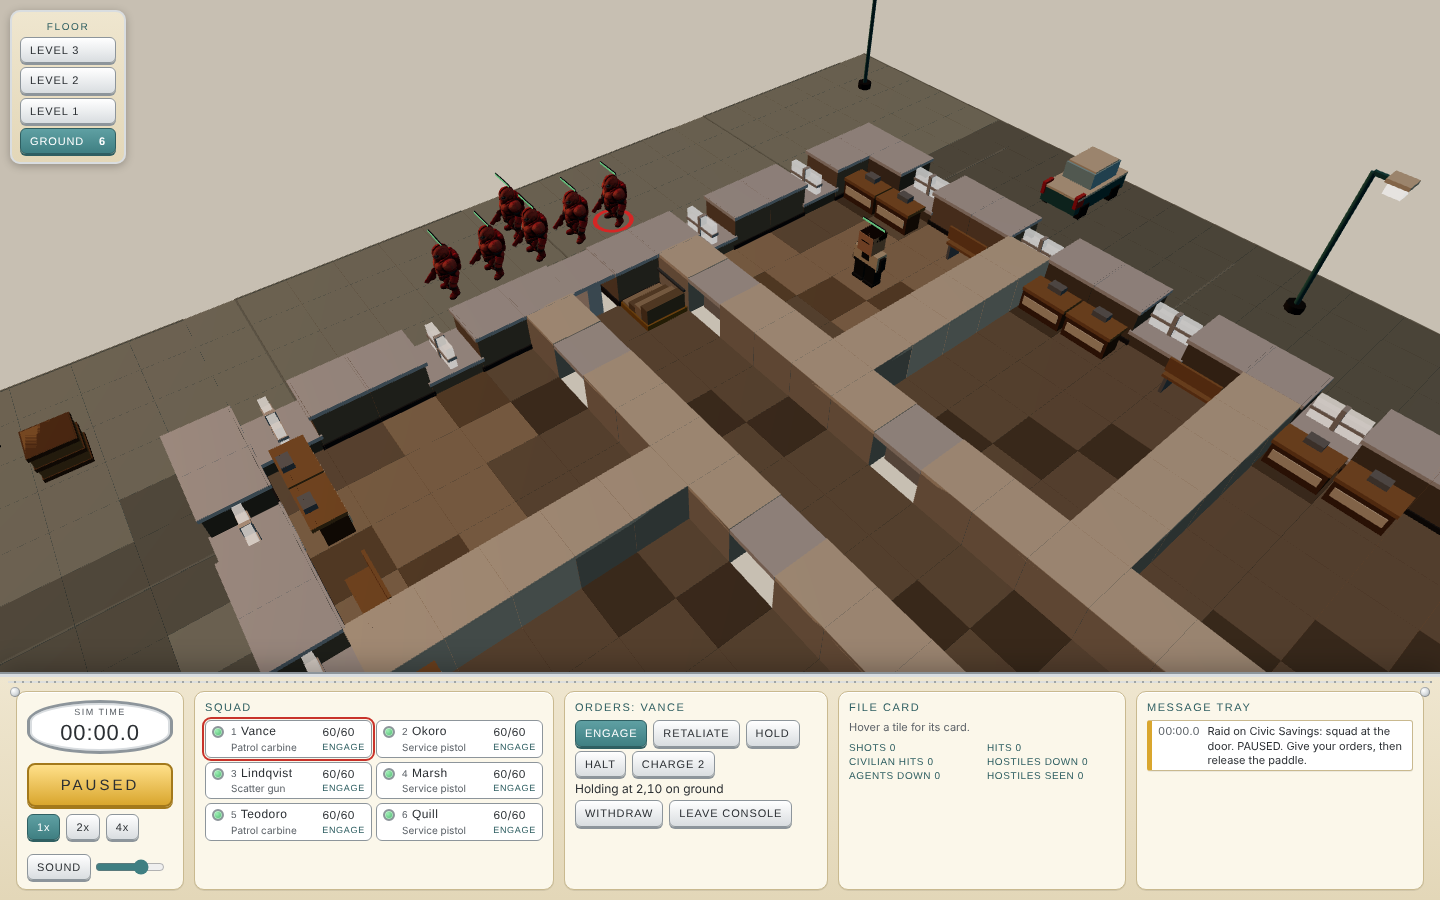 FLOOR
LEVEL 3
LEVEL 2
LEVEL 1
GROUND 6
SIM TIME
00:00.0
PAUSED
1x 2x 4x
SOUND
SQUAD
1 Vance 60/60
Patrol carbine ENGAGE
2 Okoro 60/60
Service pistol ENGAGE
3 Lindqvist 60/60
Scatter gun ENGAGE
4 Marsh 60/60
Service pistol ENGAGE
5 Teodoro 60/60
Patrol carbine ENGAGE
6 Quill 60/60
Service pistol ENGAGE
ORDERS: VANCE
ENGAGE RETALIATE HOLD
HALT CHARGE 2
Holding at 2,10 on ground
WITHDRAW LEAVE CONSOLE
FILE CARD
Hover a tile for its card.
SHOTS 0 HITS 0
CIVILIAN HITS 0 HOSTILES DOWN 0
AGENTS DOWN 0 HOSTILES SEEN 0
MESSAGE TRAY
00:00.0 Raid on Civic Savings: squad at the
door. PAUSED. Give your orders, then
release the paddle.